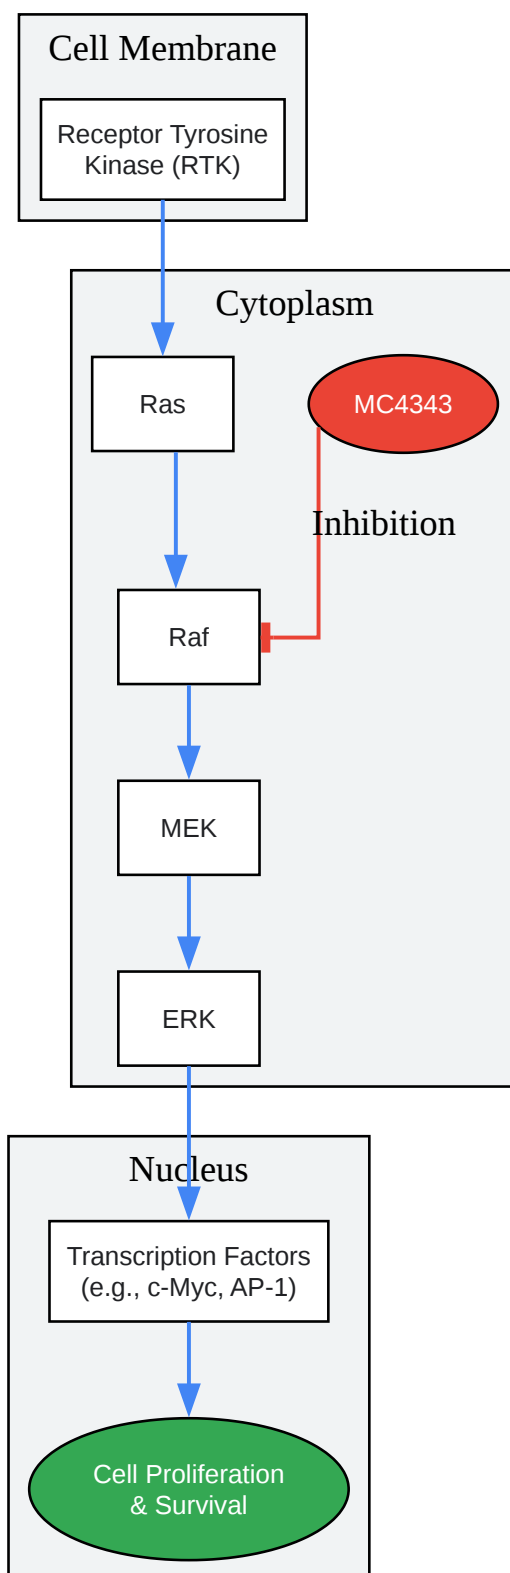 Cell Membrane
Receptor Tyrosine
Kinase (RTK)
Cytoplasm
Ras
MC4343
Inhibition
Raf
MEK
ERK
Nucleus
Transcription Factors
(e.g., c-Myc, AP-1)
Cell Proliferation
& Survival